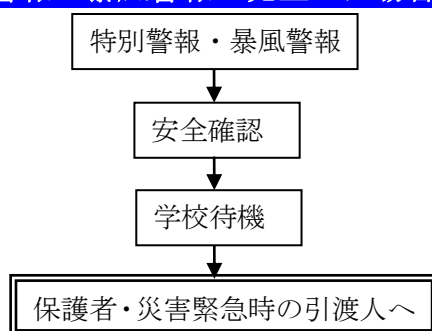 特別警報・暴風警報
安全確認
学校待機
保護者・災害緊急時の引渡人へ